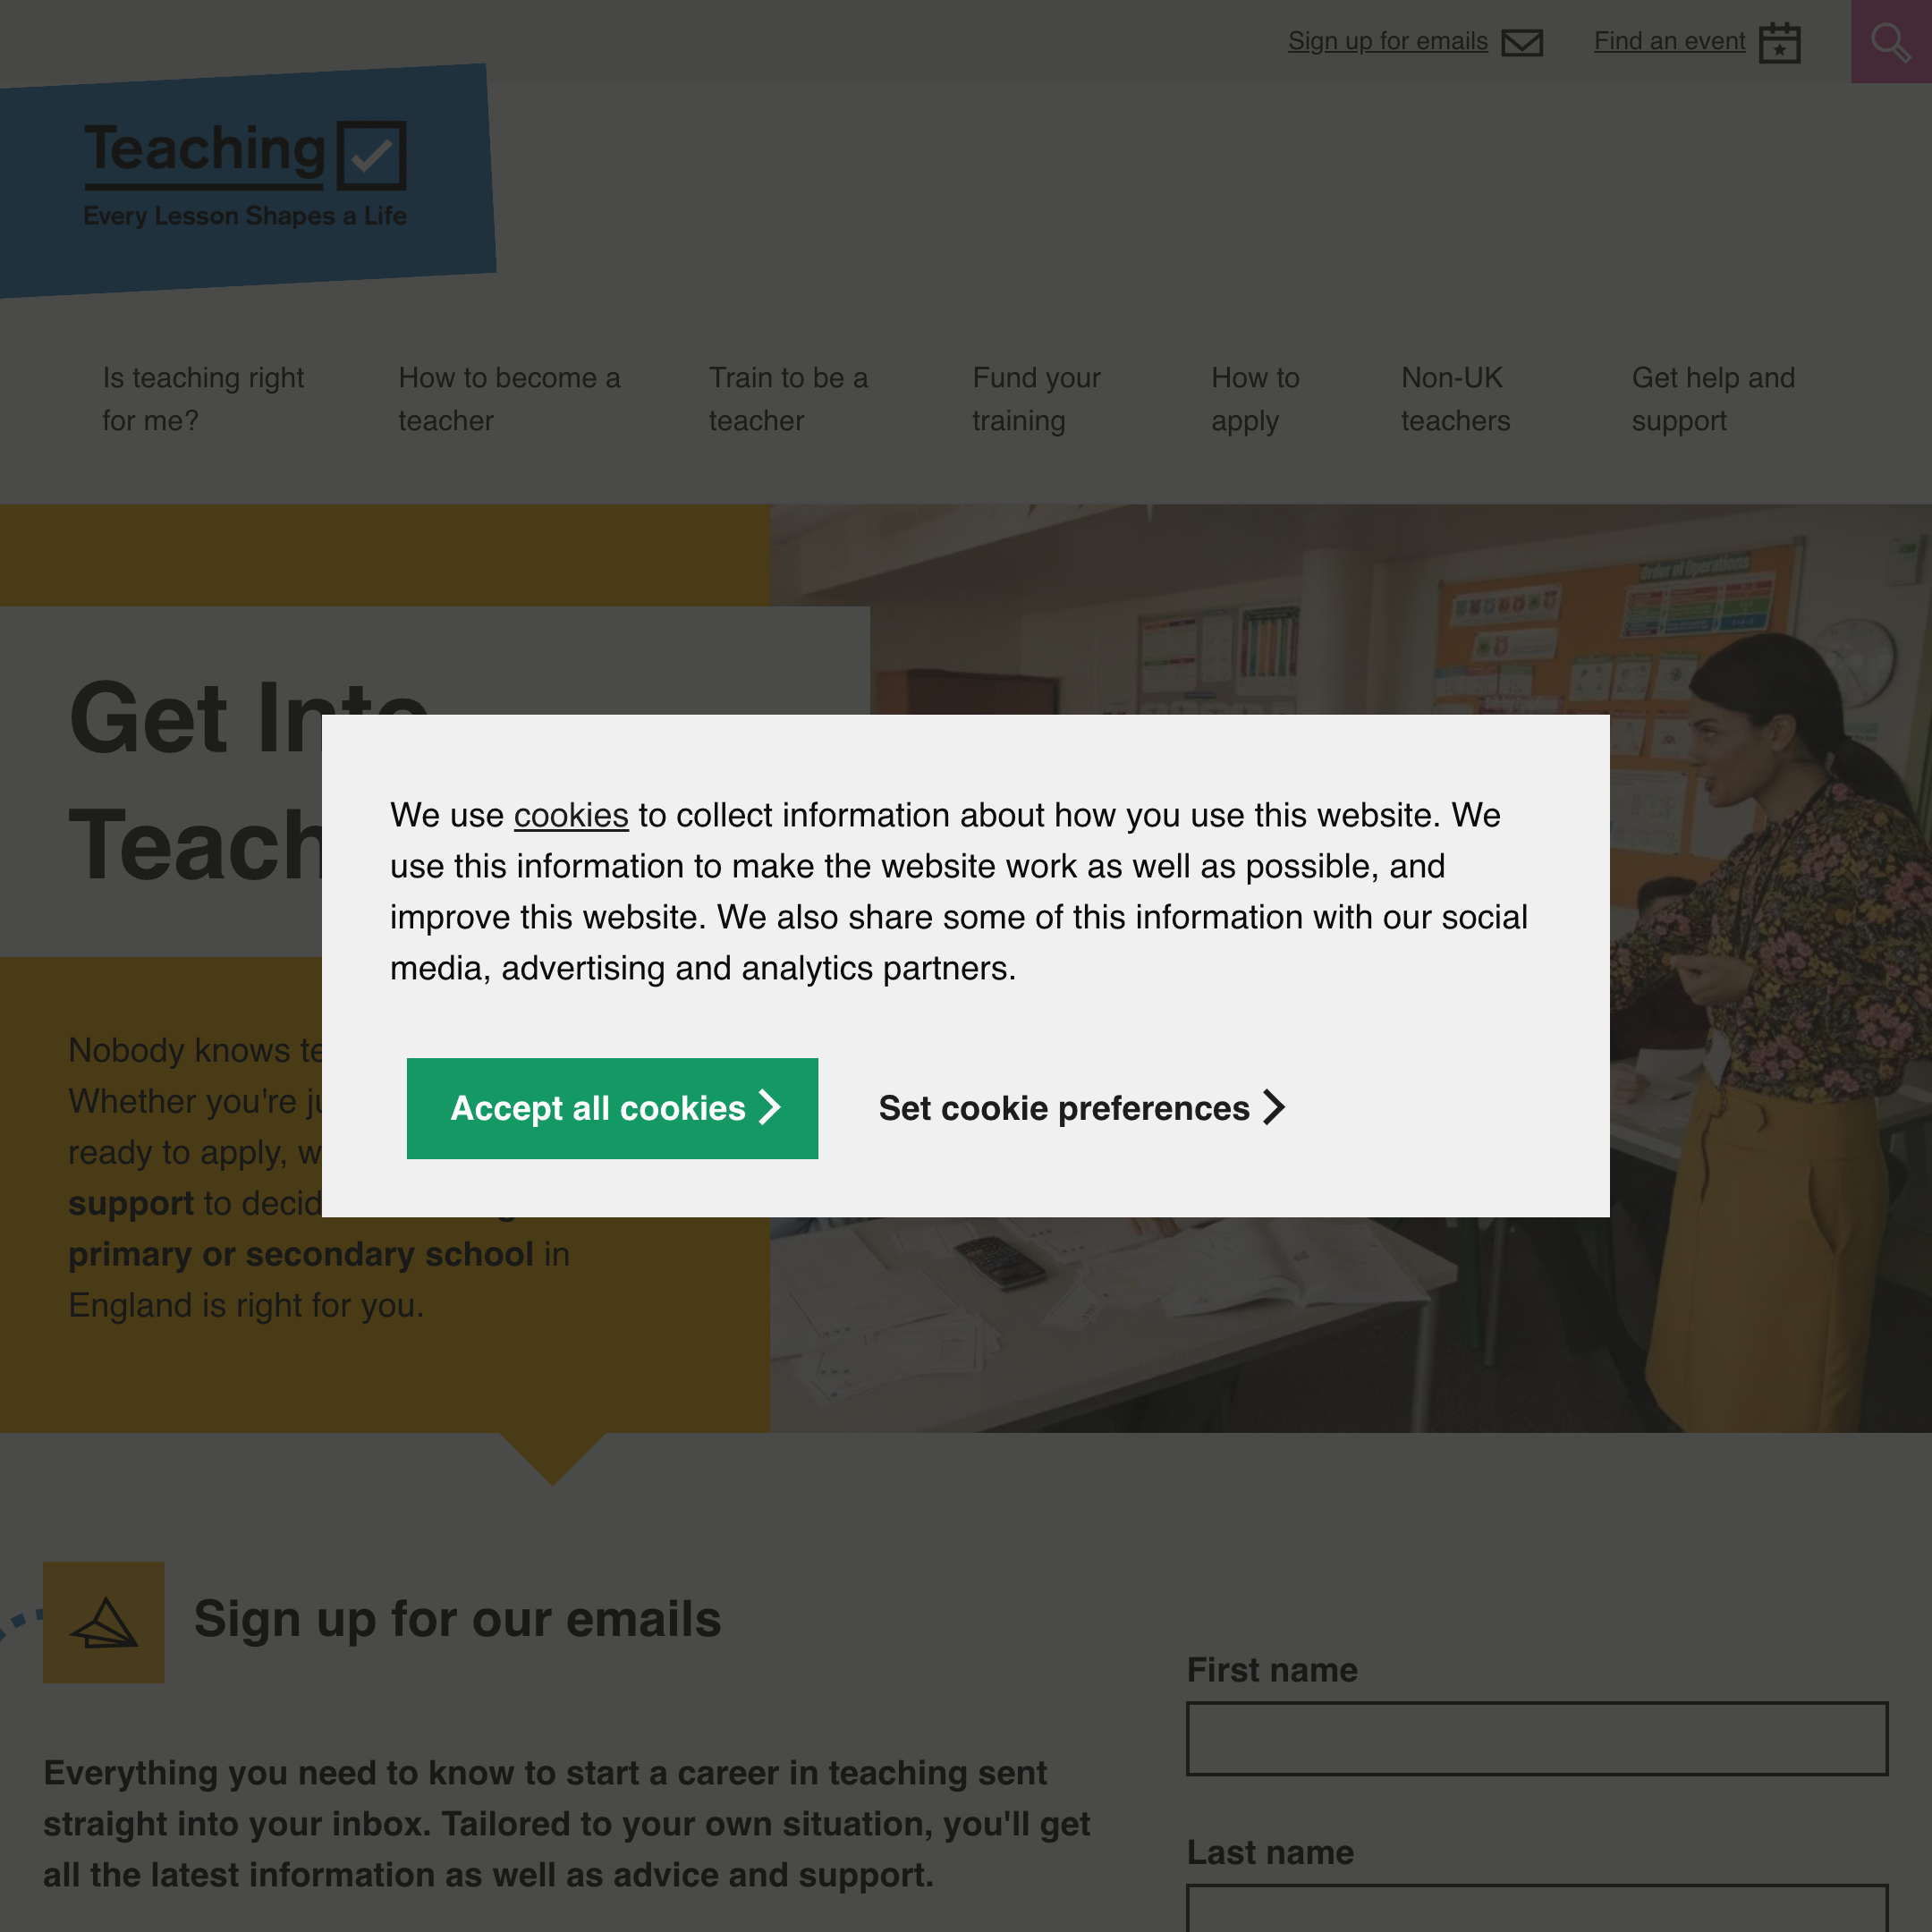 Sign up for emails
Find an event
Teaching
Every Lesson Shapes a Life
Is teaching right
for me?
How to become a
teacher
Train to be a
teacher
Fund your
training
How to
apply
Non-UK
teachers
Get help and
support
Order of Operations
Get Into
Teach
We use cookies to collect information about how you use this website. We
use this information to make the website work as well as possible, and
improve this website. We also share some of this information with our social
media, advertising and analytics partners.
Accept all cookies
Set cookie preferences
Nobody knows
Whether you're
ready to apply,
support to decid
primary or secondary school in
England is right for you.
Sign up for our emails
Everything you need to know to start a career in teaching sent
straight into your inbox. Tailored to your own situation, you'll get
all the latest information as well as advice and support.
First name
Last name